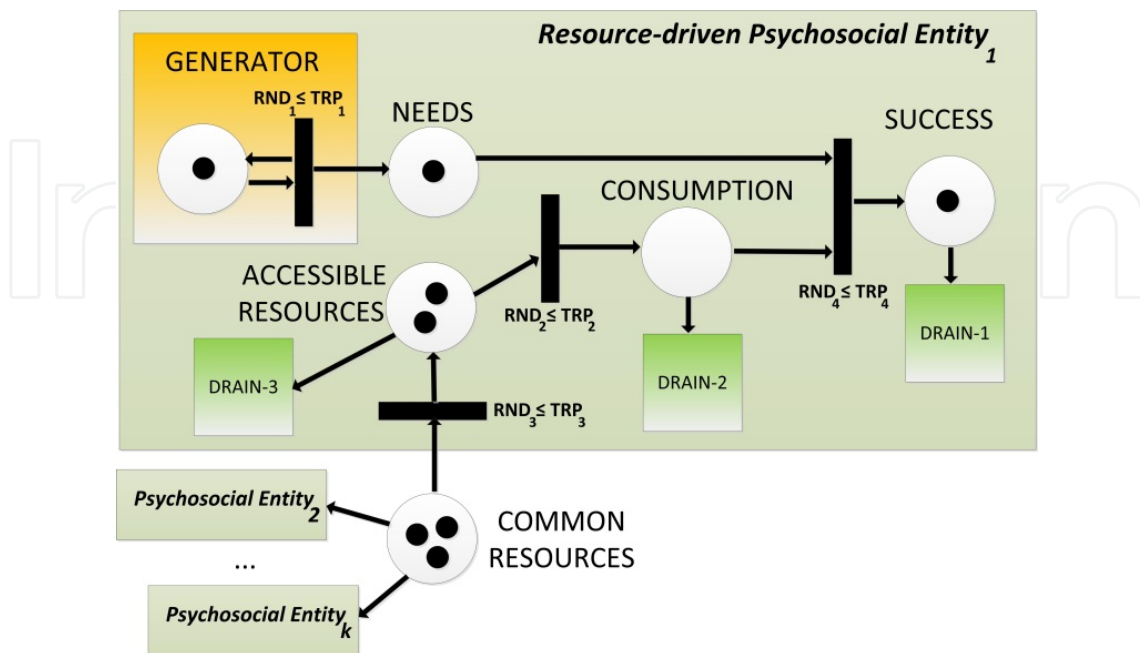 Resource-driven Psychosocial Entity₁
GENERATOR
RND₁ ≤ TRP₁
NEEDS
SUCCESS
CONSUMPTION
ACCESSIBLE
RESOURCES
RND₂ ≤ TRP₂
RND₄ ≤ TRP₄
DRAIN-1
DRAIN-2
DRAIN-3
RND₃ ≤ TRP₃
Psychosocial Entity₂
...
Psychosocial Entityₖ
COMMON
RESOURCES